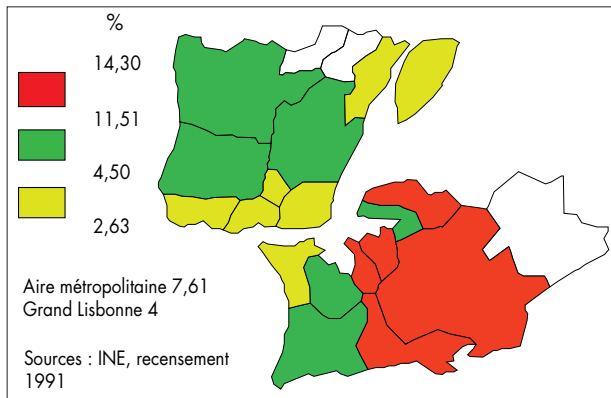 %
14,30
11,51
4,50
2,63
Aire métropolitaine 7,61
Grand Lisbonne 4
Sources : INE, recensement
1991